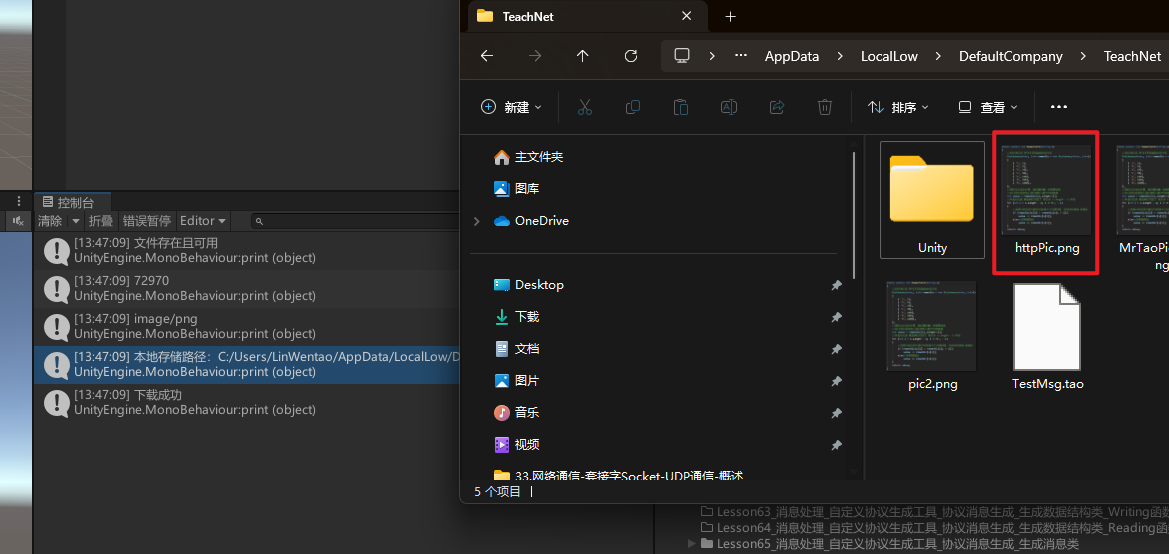 TeachNet
AppData
LocalLow
DefaultCompany
TeachNet
新建
排序
查看
主文件夹
图库
OneDrive
Desktop
下载
文档
图片
音乐
视频
33.网络通信-套接字Socket-UDP通信-概述
5 个项目
Unity
httpPic.png
MrTaoPi
ng
pic2.png
TestMsg.tao
控制台
清除
折叠
错误暂停
Editor
[13:47:09] 文件存在且可用
UnityEngine.MonoBehaviour:print (object)
[13:47:09] 72970
UnityEngine.MonoBehaviour:print (object)
[13:47:09] image/png
UnityEngine.MonoBehaviour:print (object)
[13:47:09] 本地存储路径：C:/Users/LinWentao/AppData/LocalLow/D
UnityEngine.MonoBehaviour:print (object)
[13:47:09] 下载成功
UnityEngine.MonoBehaviour:print (object)
Lesson63_消息处理_自定义协议生成工具_协议消息生成_生成数据结构类_Writing函
Lesson64_消息处理_自定义协议生成工具_协议消息生成_生成数据结构类_Reading函
Lesson65_消息处理_自定义协议生成工具_协议消息生成_生成消息类